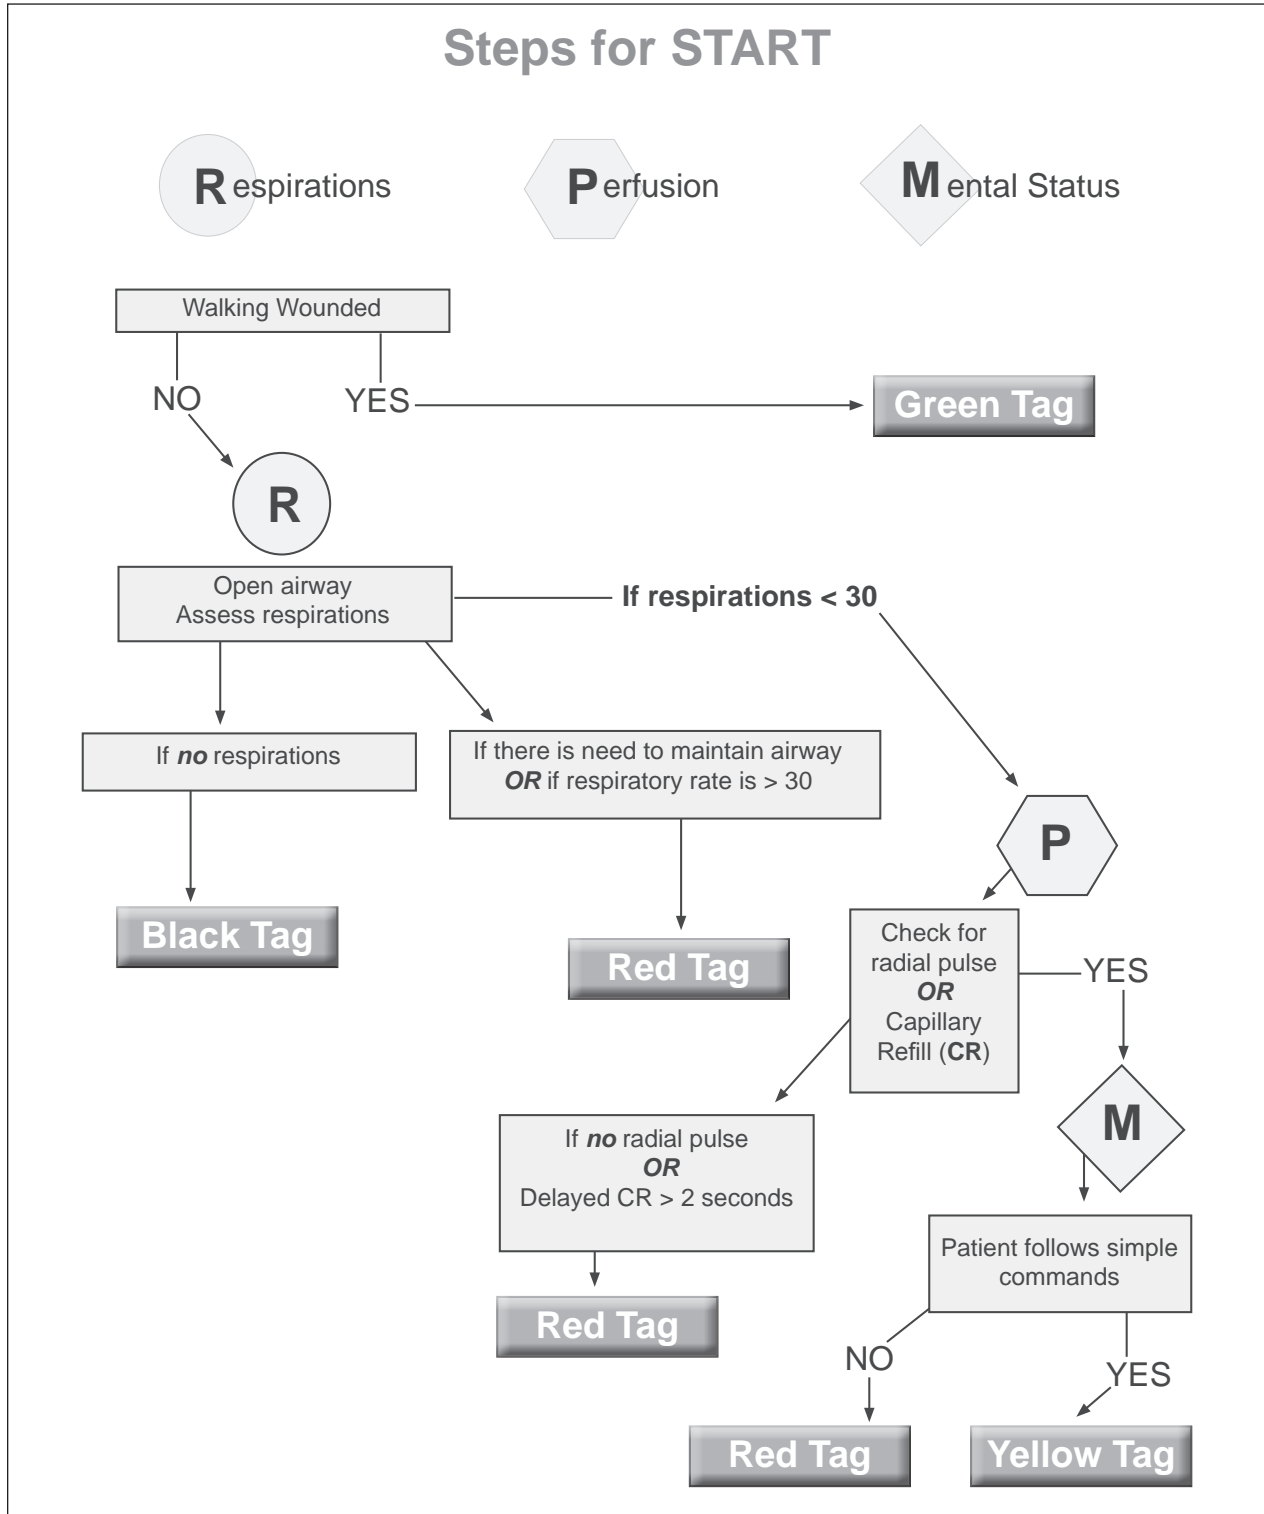 Steps for START
Respirations
Perfusion
Mental Status
Walking Wounded
NO
YES
Green Tag
R
Open airway
Assess respirations
If respirations < 30
If no respirations
If there is need to maintain airway
OR if respiratory rate is > 30
P
Black Tag
Red Tag
Check for
radial pulse
OR
Capillary
Refill (CR)
YES
M
If no radial pulse
OR
Delayed CR > 2 seconds
Patient follows simple
commands
Red Tag
NO
YES
Red Tag
Yellow Tag